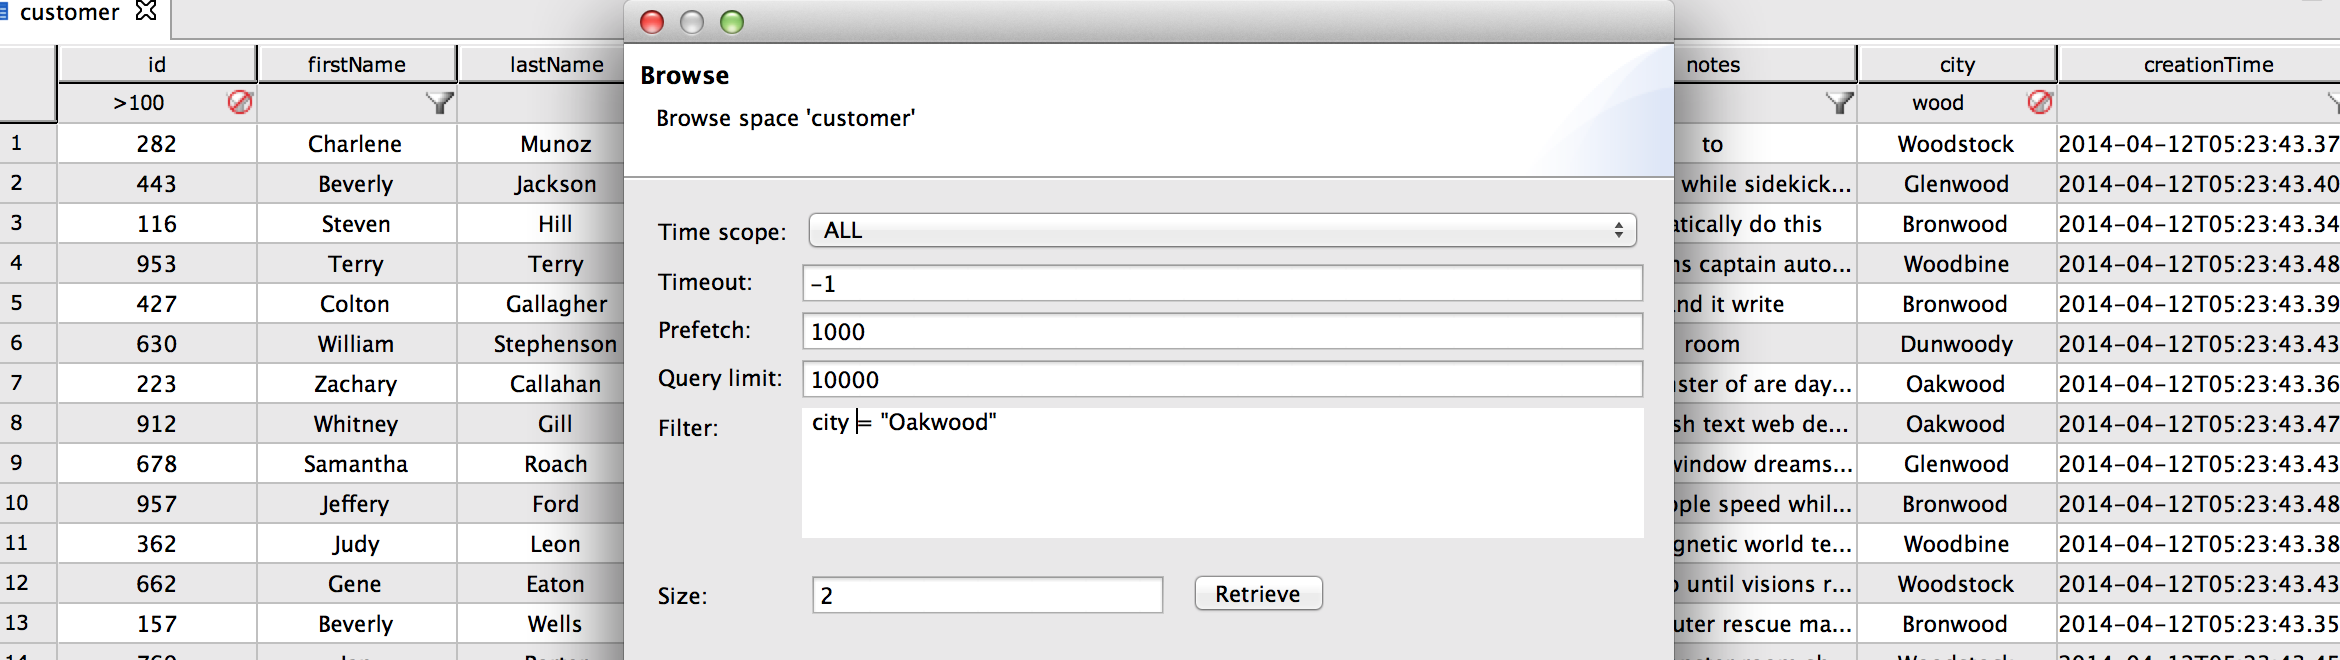 customer
Browse
Browse space 'customer'
Time scope: ALL
Timeout: -1
Prefetch: 1000
Query limit: 10000
Filter: city = "Oakwood"
Size: 2 Retrieve
id firstName lastName notes city creationTime
>100 wood
1 282 Charlene Munoz to Woodstock 2014-04-12T05:23:43.37
2 443 Beverly Jackson while sidekick... Glenwood 2014-04-12T05:23:43.40
3 116 Steven Hill atically do this Bronwood 2014-04-12T05:23:43.34
4 953 Terry Terry ns captain auto... Woodbine 2014-04-12T05:23:43.48
5 427 Colton Gallagher nd it write Bronwood 2014-04-12T05:23:43.39
6 630 William Stephenson room Dunwoody 2014-04-12T05:23:43.43
7 223 Zachary Callahan ster of are day... Oakwood 2014-04-12T05:23:43.36
8 912 Whitney Gill sh text web de... Oakwood 2014-04-12T05:23:43.47
9 678 Samantha Roach window dreams... Glenwood 2014-04-12T05:23:43.43
10 957 Jeffery Ford ple speed whil... Bronwood 2014-04-12T05:23:43.48
11 362 Judy Leon gnetic world te... Woodbine 2014-04-12T05:23:43.38
12 662 Gene Eaton until visions r... Woodstock 2014-04-12T05:23:43.43
13 157 Beverly Wells uter rescue ma... Bronwood 2014-04-12T05:23:43.35